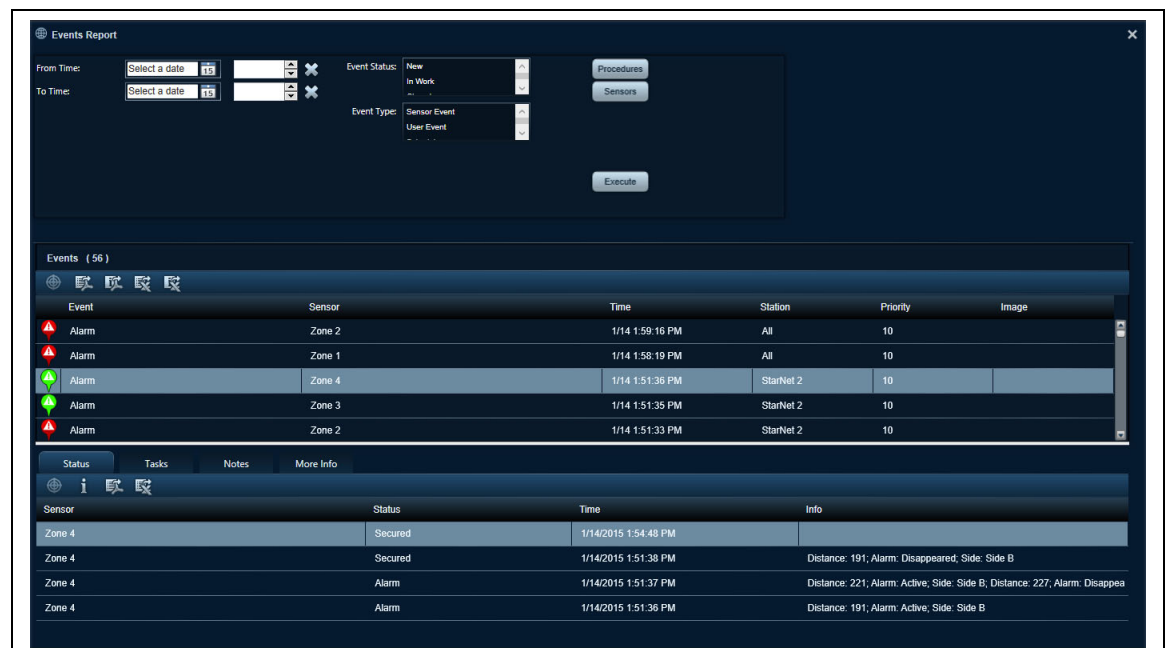 Events Report
From Time: Select a date 15 Event Status: New Procedures
In Work
To Time: Select a date 15 Sensors
Event Type: Sensor Event
User Event
Execute
Events ( 56 )
Event Sensor Time Station Priority Image
Alarm Zone 2 1/14 1:59:16 PM All 10
Alarm Zone 1 1/14 1:58:19 PM All 10
Alarm Zone 4 1/14 1:51:36 PM StarNet 2 10
Alarm Zone 3 1/14 1:51:35 PM StarNet 2 10
Alarm Zone 2 1/14 1:51:33 PM StarNet 2 10
Status Tasks Notes More Info
Sensor Status Time Info
Zone 4 Secured 1/14/2015 1:54:48 PM
Zone 4 Secured 1/14/2015 1:51:38 PM Distance: 191; Alarm: Disappeared; Side: Side B
Zone 4 Alarm 1/14/2015 1:51:37 PM Distance: 221; Alarm: Active; Side: Side B; Distance: 227; Alarm: Disappea
Zone 4 Alarm 1/14/2015 1:51:36 PM Distance: 191; Alarm: Active; Side: Side B